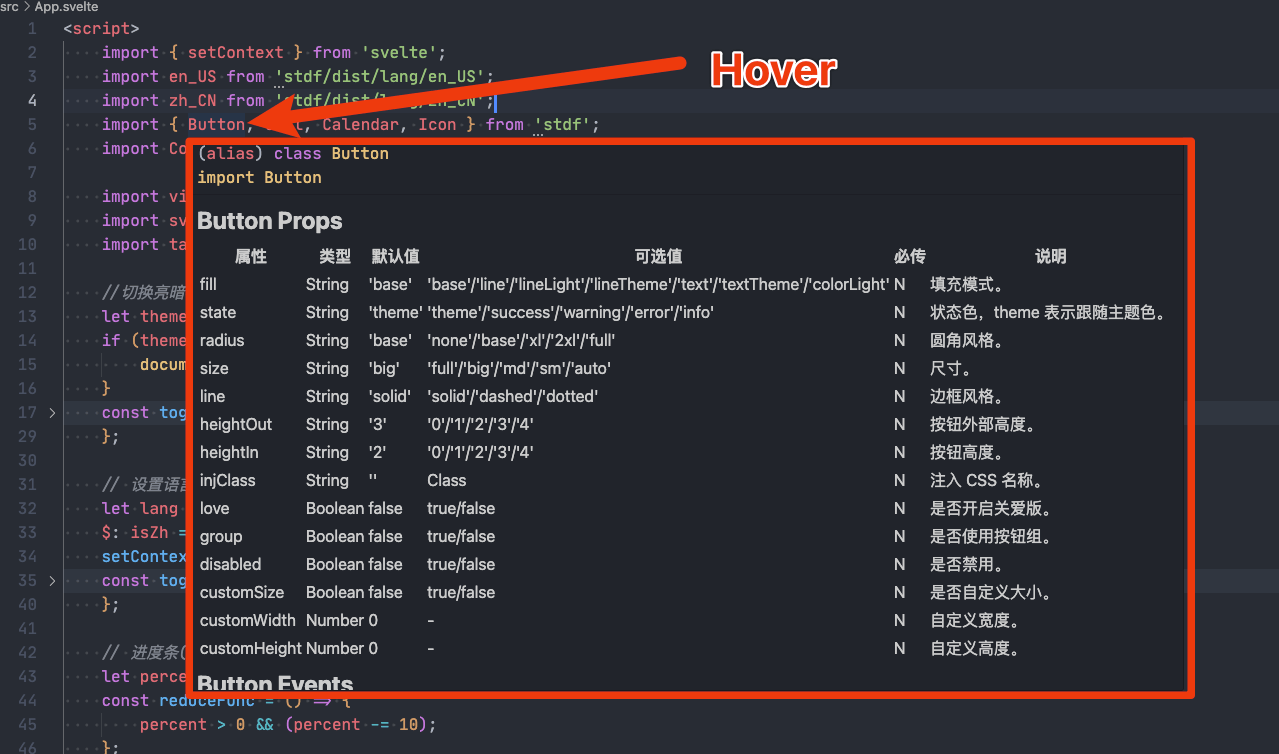 src > App.svelte
1 <script>
2 import { setContext } from 'svelte';
Hover
3 import en_US from 'stdf/dist/lang/en_US';
4 import zh_CN from 'stdf/dist/lang/zh_CN';
5 import { Button, , Calendar, Icon } from 'stdf';
6 import Co
(alias) class Button
7
import Button
8 import vi
9 import sv
Button Props
10 import ta
属性 类型 默认值 可选值 必传 说明
11
fill String 'base' 'base'/'line'/'lineLight'/'lineTheme'/'text'/'textTheme'/'colorLight' N 填充模式。
12 //切换亮暗
13 let theme
state String 'theme' 'theme'/'success'/'warning'/'error'/'info' N 状态色，theme 表示跟随主题色。
14 if (theme
radius String 'base' 'none'/'base'/'xl'/'2xl'/'full' N 圆角风格。
15 docum
size String 'big' 'full'/'big'/'md'/'sm'/'auto' N 尺寸。
16 }
line String 'solid' 'solid'/'dashed'/'dotted' N 边框风格。
17 > const tog
heightOut String '3' '0'/'1'/'2'/'3'/'4' N 按钮外部高度。
29 };
heightIn String '2' '0'/'1'/'2'/'3'/'4' N 按钮高度。
30
31 // 设置语言
injClass String '' Class N 注入 CSS 名称。
32 let lang
love Boolean false true/false N 是否开启关爱版。
33 $: isZh =
group Boolean false true/false N 是否使用按钮组。
34 setContex
disabled Boolean false true/false N 是否禁用。
35 > const tog
customSize Boolean false true/false N 是否自定义大小。
40 };
customWidth Number 0 - N 自定义宽度。
41
42 // 进度条(
customHeight Number 0 - N 自定义高度。
43 let perce
Button Events
44 const reduceFunc = () => {
45 percent > 0 && (percent -= 10);
46 };